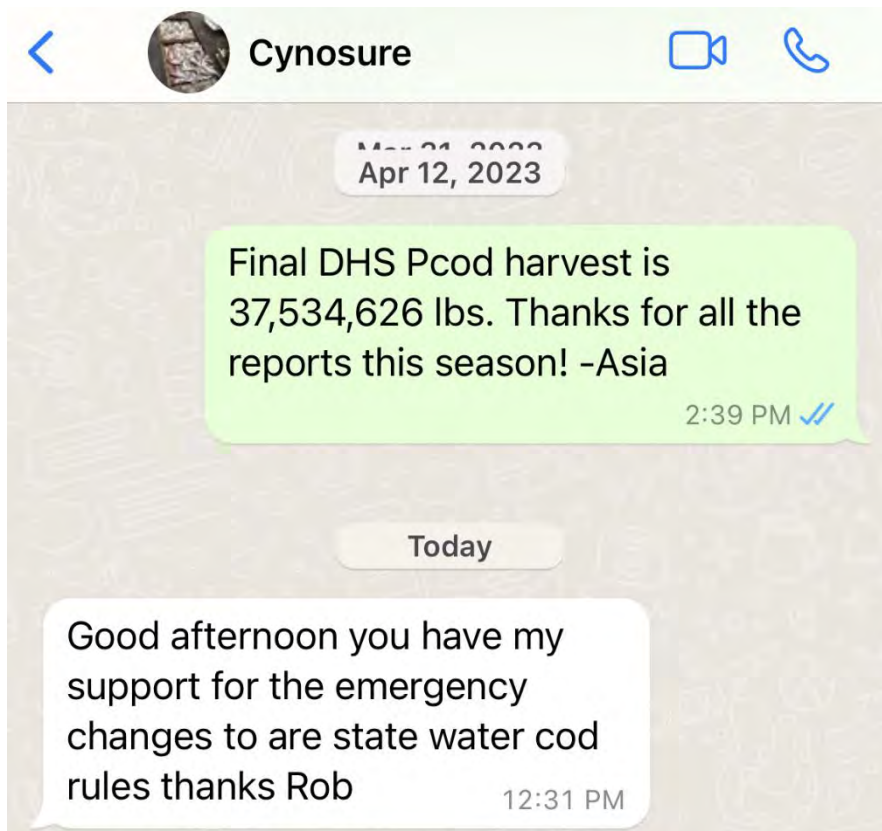 Cynosure
Apr 12, 2023
Final DHS Pcod harvest is
37,534,626 lbs. Thanks for all the
reports this season! -Asia
2:39 PM
Today
Good afternoon you have my
support for the emergency
changes to are state water cod
rules thanks Rob
12:31 PM